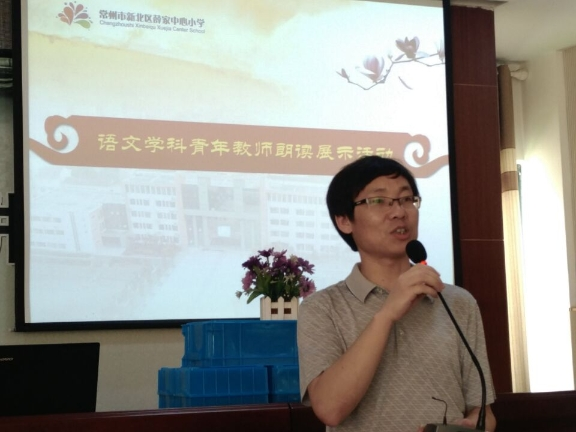 常州市新北区薛家中心小学
Changzhoushi Xinbeiqu Xuejia Center School
语文学科青年教师朗读展示活动